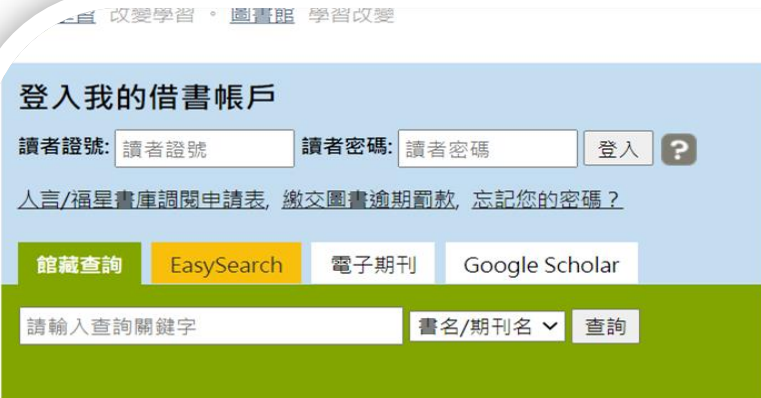 改變學習 。 圖書館 學習改變
登入我的借書帳戶
讀者證號: 讀者證號 讀者密碼: 讀者密碼 登入 ?
人言/福星書庫調閱申請表, 繳交圖書逾期罰款, 忘記您的密碼？
館藏查詢 EasySearch 電子期刊 Google Scholar
請輸入查詢關鍵字 書名/期刊名 查詢